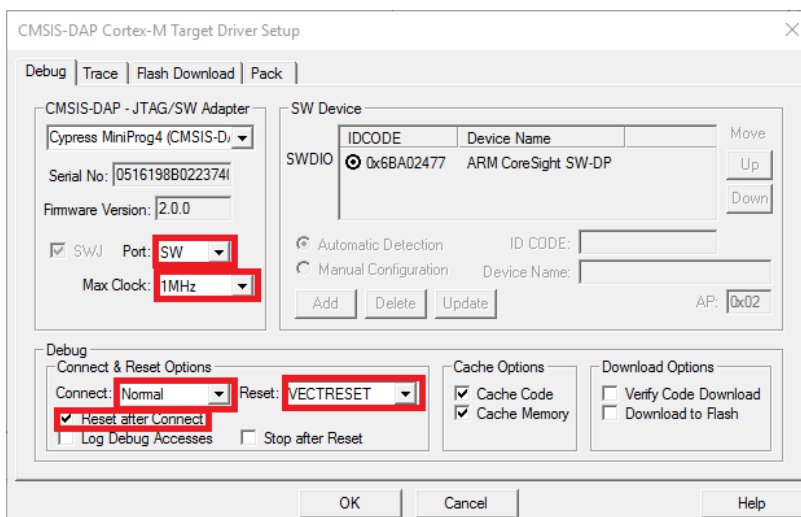 CMSIS-DAP Cortex-M Target Driver Setup
Debug
Trace
Flash Download
Pack
CMSIS-DAP - JTAG/SW Adapter
Cypress MiniProg4 (CMSIS-D
Serial No:
Firmware Version: 2.0.0
SWJ Port: SW
Max Clock: 1MHz
SW Device
IDCODE Device Name
SWDIO 0x6BA02477 ARM CoreSight SW-DP
Move
Up
Down
Automatic Detection ID CODE:
Manual Configuration Device Name:
Add Delete Update AP: 0x02
Debug
Connect & Reset Options
Connect: Normal Reset: VECTRESET
Reset after Connect
Log Debug Accesses Stop after Reset
Cache Options
Cache Code
Cache Memory
Download Options
Verify Code Download
Download to Flash
OK Cancel Help